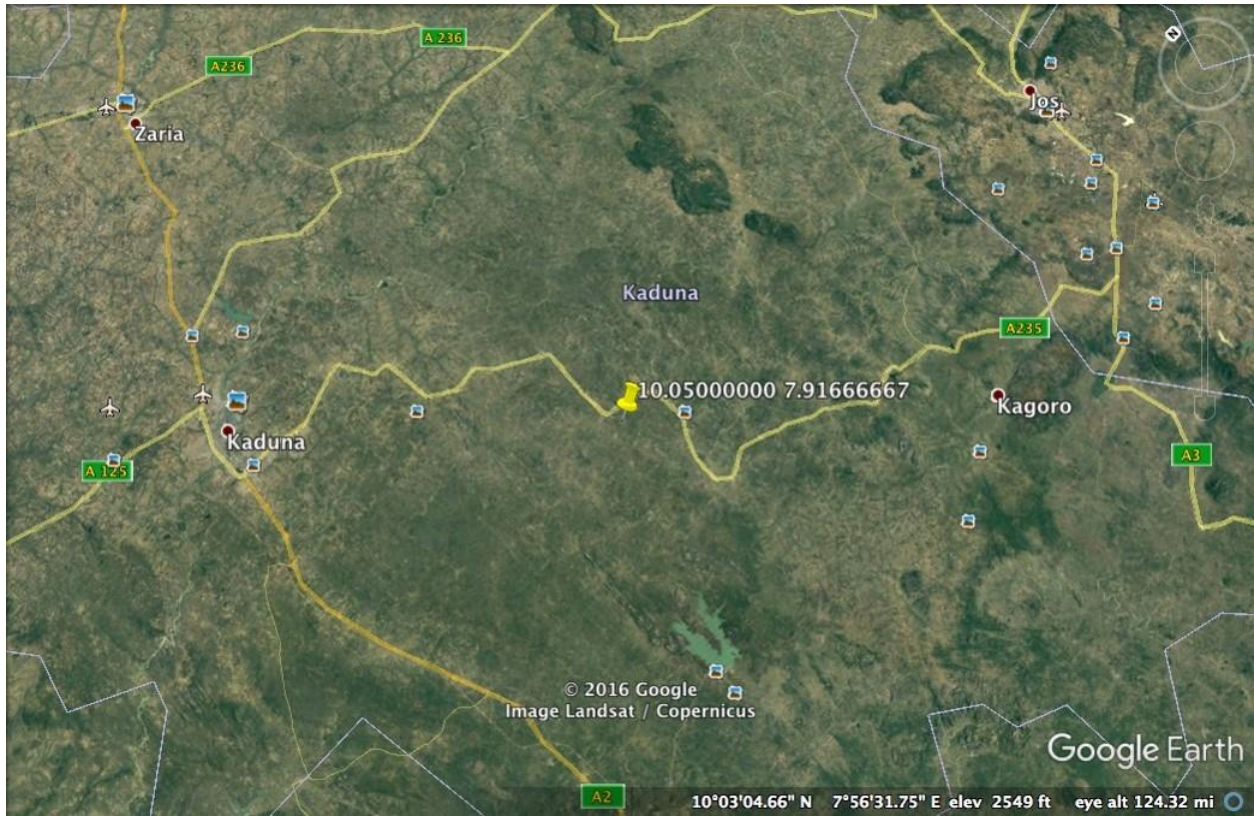 A 236
A236
N
Jos
Zaria
Kaduna
A235
10.05000000 7.91666667
Kagoro
Kaduna
A 125
A3
© 2016 Google
Image Landsat / Copernicus
Google Earth
A2
10°03'04.66" N 7°56'31.75" E elev 2549 ft eye alt 124.32 mi